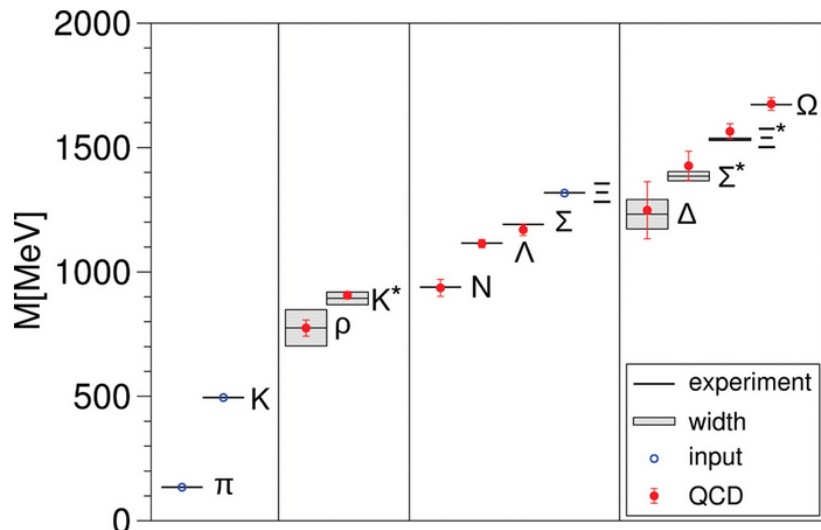 2000
1500
1000
500
0
M[MeV]
π
K
ρ
K*
N
Λ
Σ
Ξ
Δ
Σ*
Ξ*
Ω
experiment
width
input
QCD